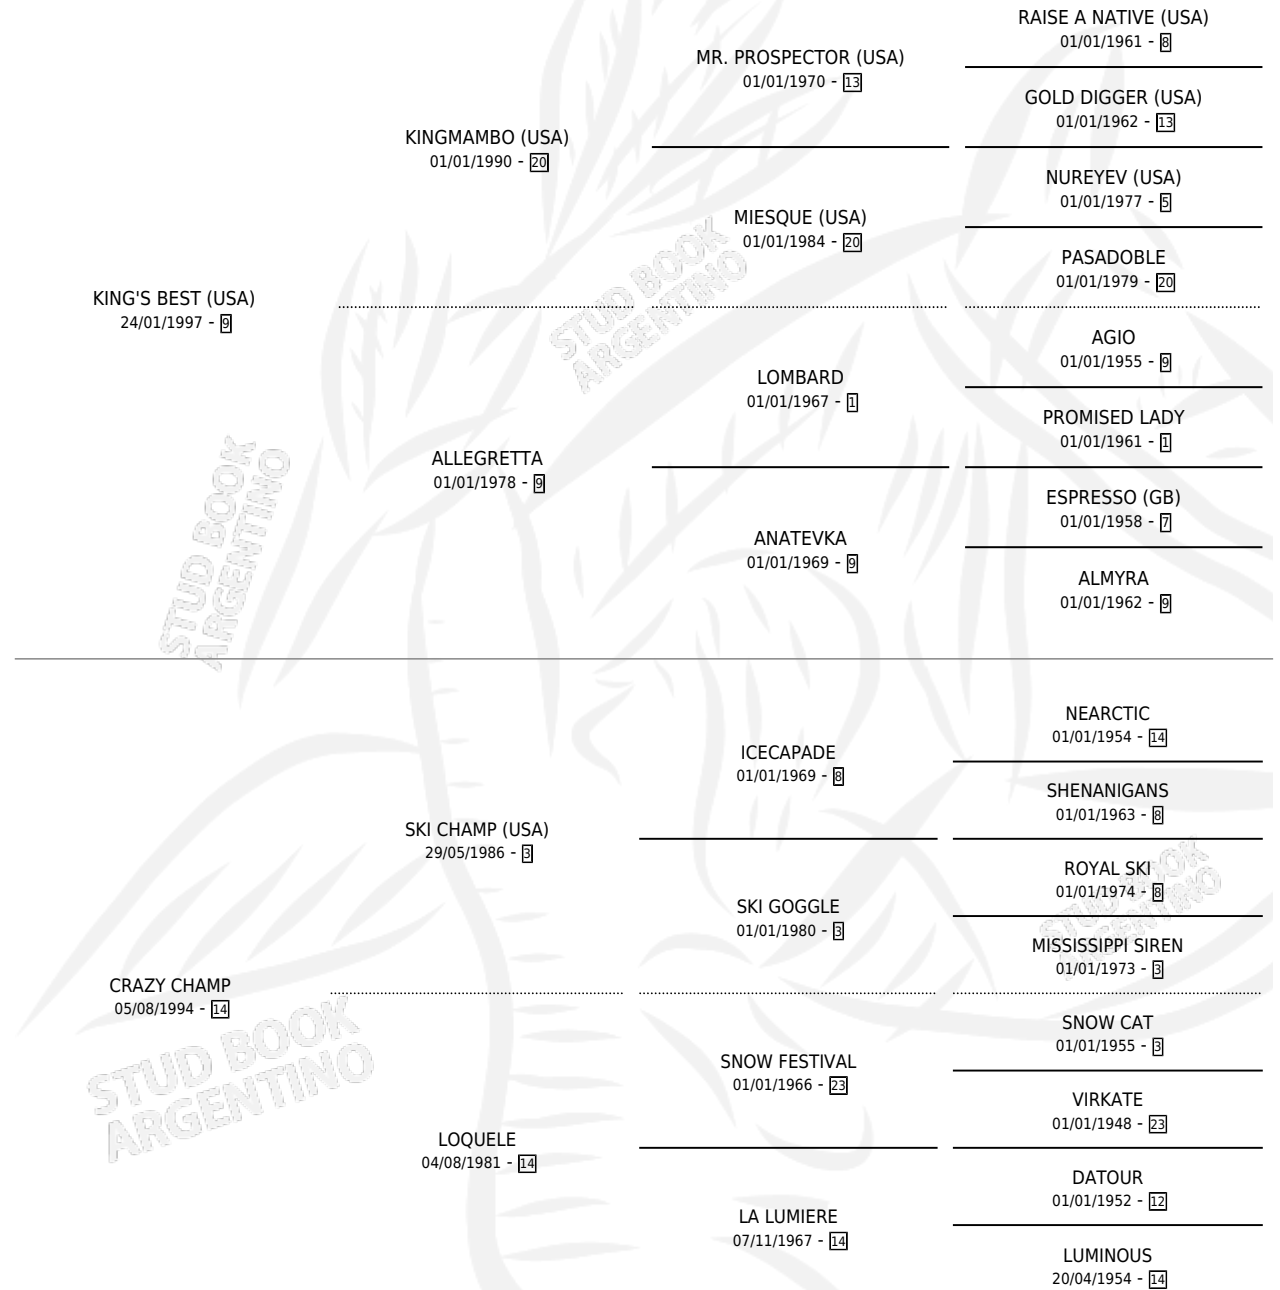 RAISE A NATIVE (USA)
01/01/1961 - 8
MR. PROSPECTOR (USA)
01/01/1970 - 13
GOLD DIGGER (USA)
01/01/1962 - 13
KINGMAMBO (USA)
01/01/1990 - 20
NUREYEV (USA)
01/01/1977 - 5
MIESQUE (USA)
01/01/1984 - 20
PASADOBLE
01/01/1979 - 20
KING'S BEST (USA)
24/01/1997 - 9
STUD BOOK
ARGENTINO
AGIO
01/01/1955 - 9
LOMBARD
01/01/1967 - 1
PROMISED LADY
01/01/1961 - 1
ALLEGRETTA
01/01/1978 - 9
ESPRESSO (GB)
01/01/1958 - 7
ANATEVKA
01/01/1969 - 9
ALMYRA
01/01/1962 - 9
STUD BOOK
ARGENTINO
NEARCTIC
01/01/1954 - 14
ICECAPADE
01/01/1969 - 8
SHENANIGANS
01/01/1963 - 8
SKI CHAMP (USA)
29/05/1986 - 3
ROYAL SKI
01/01/1974 - 8
SKI GOGGLE
01/01/1980 - 3
STUD BOOK
ARGENTINO
MISSISSIPPI SIREN
01/01/1973 - 3
CRAZY CHAMP
05/08/1994 - 14
SNOW CAT
01/01/1955 - 3
STUD BOOK
ARGENTINO
SNOW FESTIVAL
01/01/1966 - 23
VIRKATE
01/01/1948 - 23
LOQUELE
04/08/1981 - 14
DATOUR
01/01/1952 - 12
LA LUMIERE
07/11/1967 - 14
LUMINOUS
20/04/1954 - 14